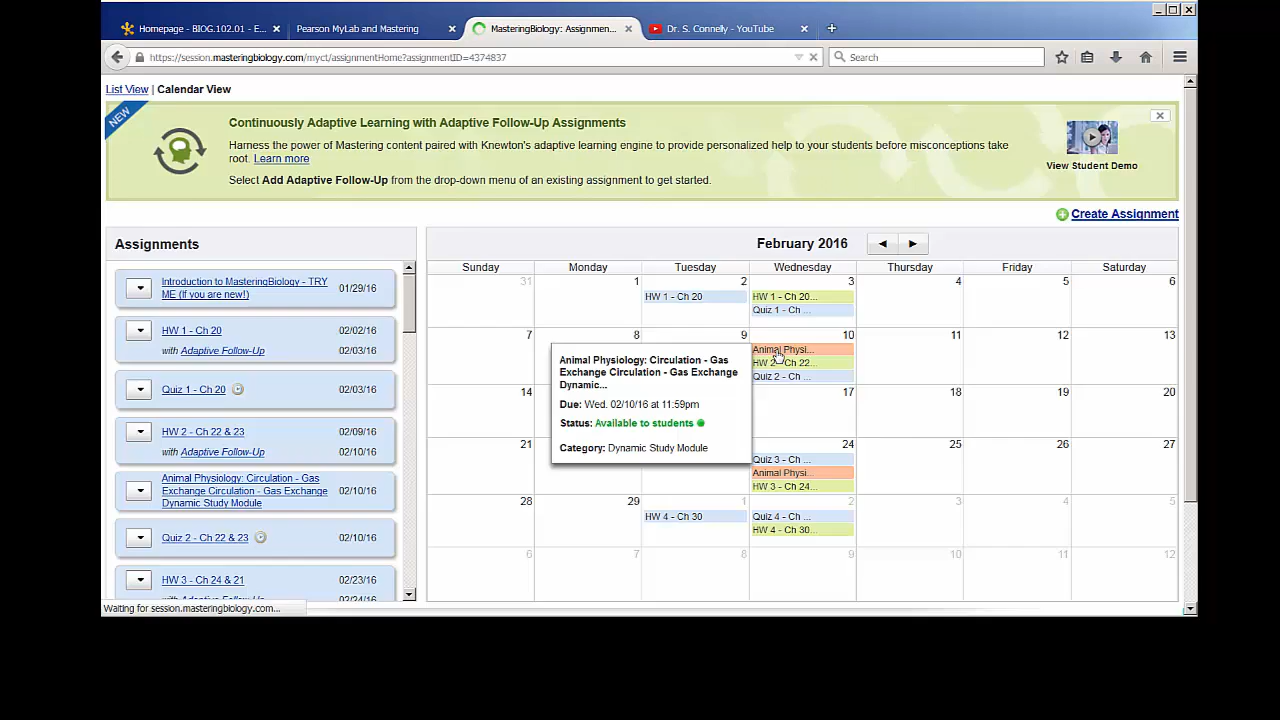 Homepage - BIOG.102.01 - E... ×
Pearson MyLab and Mastering ×
MasteringBiology: Assignmen... ×
Dr. S. Connelly - YouTube ×
https://session.masteringbiology.com/myct/assignmentHome?assignmentID=4374837
Search
List View | Calendar View
NEW
Continuously Adaptive Learning with Adaptive Follow-Up Assignments
Harness the power of Mastering content paired with Knewton's adaptive learning engine to provide personalized help to your students before misconceptions take
root. Learn more
Select Add Adaptive Follow-Up from the drop-down menu of an existing assignment to get started.
View Student Demo
Create Assignment
Assignments
Introduction to MasteringBiology - TRY
ME (If you are new!) 01/29/16
HW 1 - Ch 20 02/02/16
with Adaptive Follow-Up 02/03/16
Quiz 1 - Ch 20 02/03/16
HW 2 - Ch 22 & 23 02/09/16
with Adaptive Follow-Up 02/10/16
Animal Physiology: Circulation - Gas
Exchange Circulation - Gas Exchange 02/10/16
Dynamic Study Module
Quiz 2 - Ch 22 & 23 02/10/16
HW 3 - Ch 24 & 21 02/23/16
with Adaptive Follow-Up 02/24/16
February 2016
Sunday Monday Tuesday Wednesday Thursday Friday Saturday
31 1 2 3 4 5 6
HW 1 - Ch 20 HW 1 - Ch 20...
Quiz 1 - Ch ...
7 8 9 10 11 12 13
Animal Physi...
HW 2 - Ch 22...
Quiz 2 - Ch ...
Animal Physiology: Circulation - Gas
Exchange Circulation - Gas Exchange
Dynamic...
Due: Wed. 02/10/16 at 11:59pm
Status: Available to students
Category: Dynamic Study Module
14 17 18 19 20
21 24 25 26 27
Quiz 3 - Ch ...
Animal Physi...
HW 3 - Ch 24...
28 29 1 2 3 4 5
HW 4 - Ch 30 Quiz 4 - Ch ...
HW 4 - Ch 30...
6 7 8 9 10 11 12
Waiting for session.masteringbiology.com...